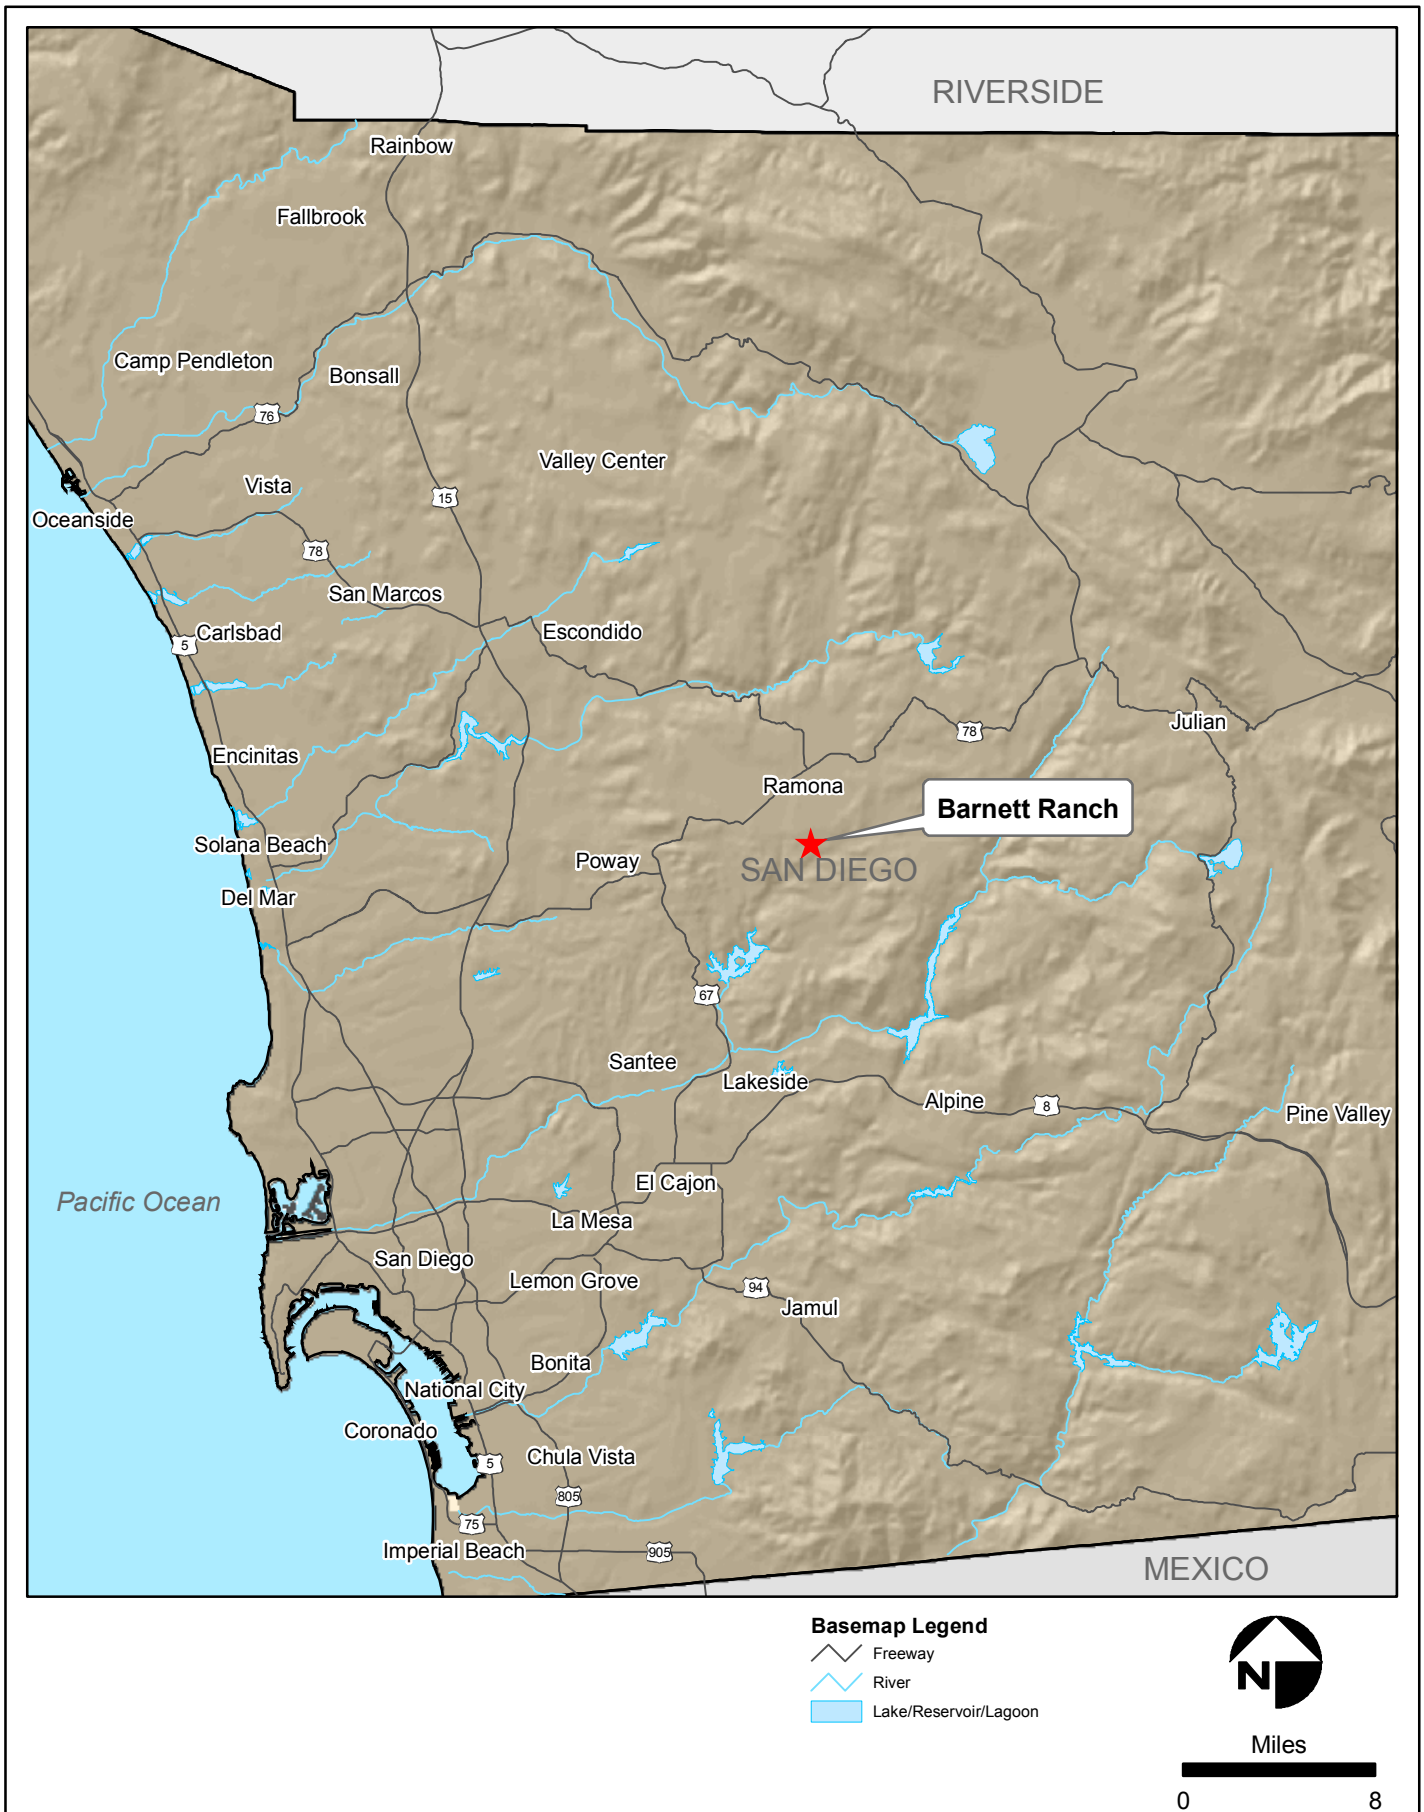 RIVERSIDE
Rainbow
Fallbrook
Camp Pendleton
Bonsall
76
Valley Center
Vista
15
Oceanside
78
San Marcos
Carlsbad
5
Escondido
Julian
78
Encinitas
Ramona
Barnett Ranch
Solana Beach
Poway
SAN DIEGO
Del Mar
67
Santee
Lakeside
Alpine
8
Pine Valley
El Cajon
Pacific Ocean
La Mesa
San Diego
Lemon Grove
94
Jamul
Bonita
National City
Coronado
Chula Vista
5
805
75
Imperial Beach
905
MEXICO
Basemap Legend
Freeway
River
Lake/Reservoir/Lagoon
N
Miles
0 8